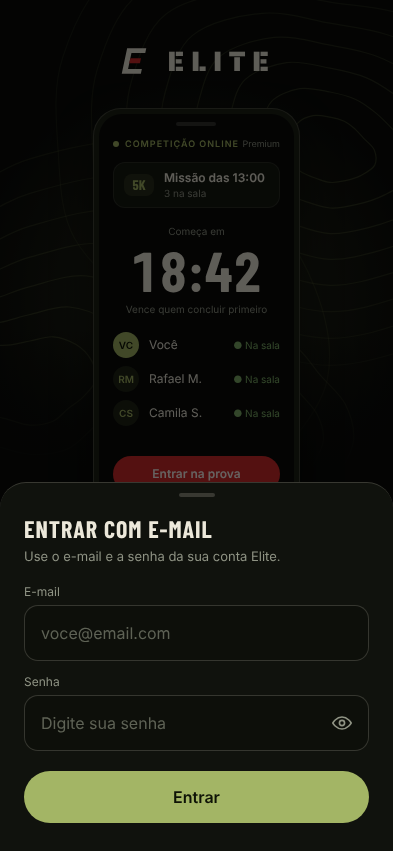 E ELITE
COMPETIÇÃO ONLINE Premium
5K
Missão das 13:00
3 na sala
Começa em
18:42
Vence quem concluir primeiro
VC Você Na sala
RM Rafael M. Na sala
CS Camila S. Na sala
Entrar na prova
ENTRAR COM E-MAIL
Use o e-mail e a senha da sua conta Elite.
E-mail
voce@email.com
Senha
Digite sua senha
Entrar